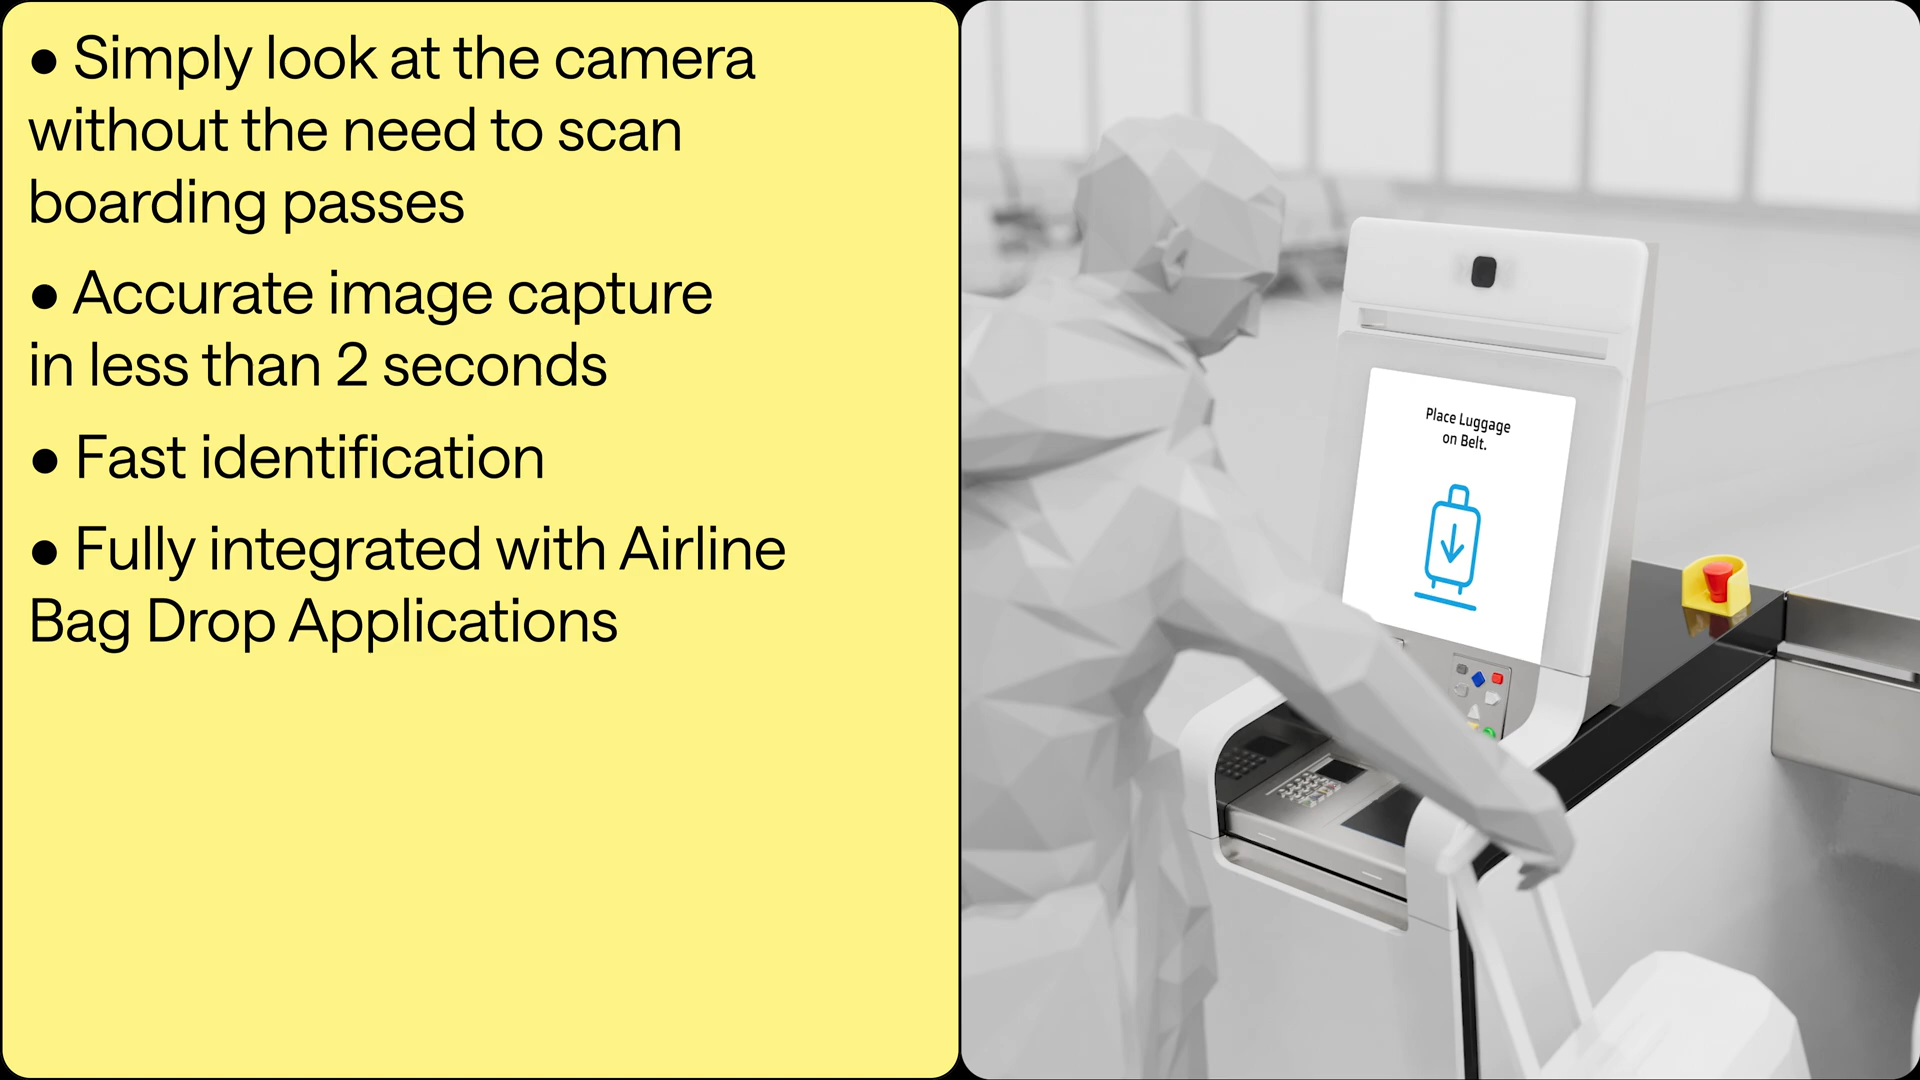 ● Simply look at the camera
without the need to scan
boarding passes
● Accurate image capture
in less than 2 seconds
● Fast identification
● Fully integrated with Airline
Bag Drop Applications
Place Luggage
on Belt.